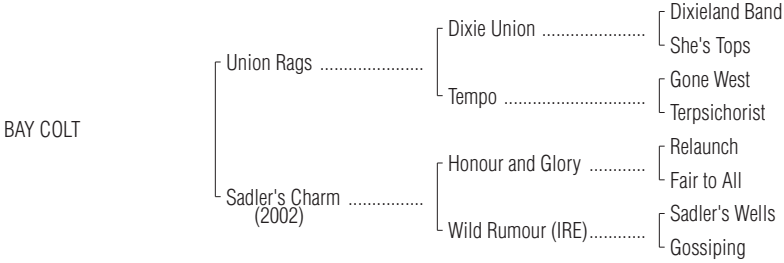 Dixieland Band
Dixie Union ......................
She's Tops
Union Rags ......................
Gone West
Tempo ..............................
Terpsichorist
BAY COLT
Relaunch
Honour and Glory ............
Fair to All
Sadler's Charm ................
(2002)
Sadler's Wells
Wild Rumour (IRE)............
Gossiping